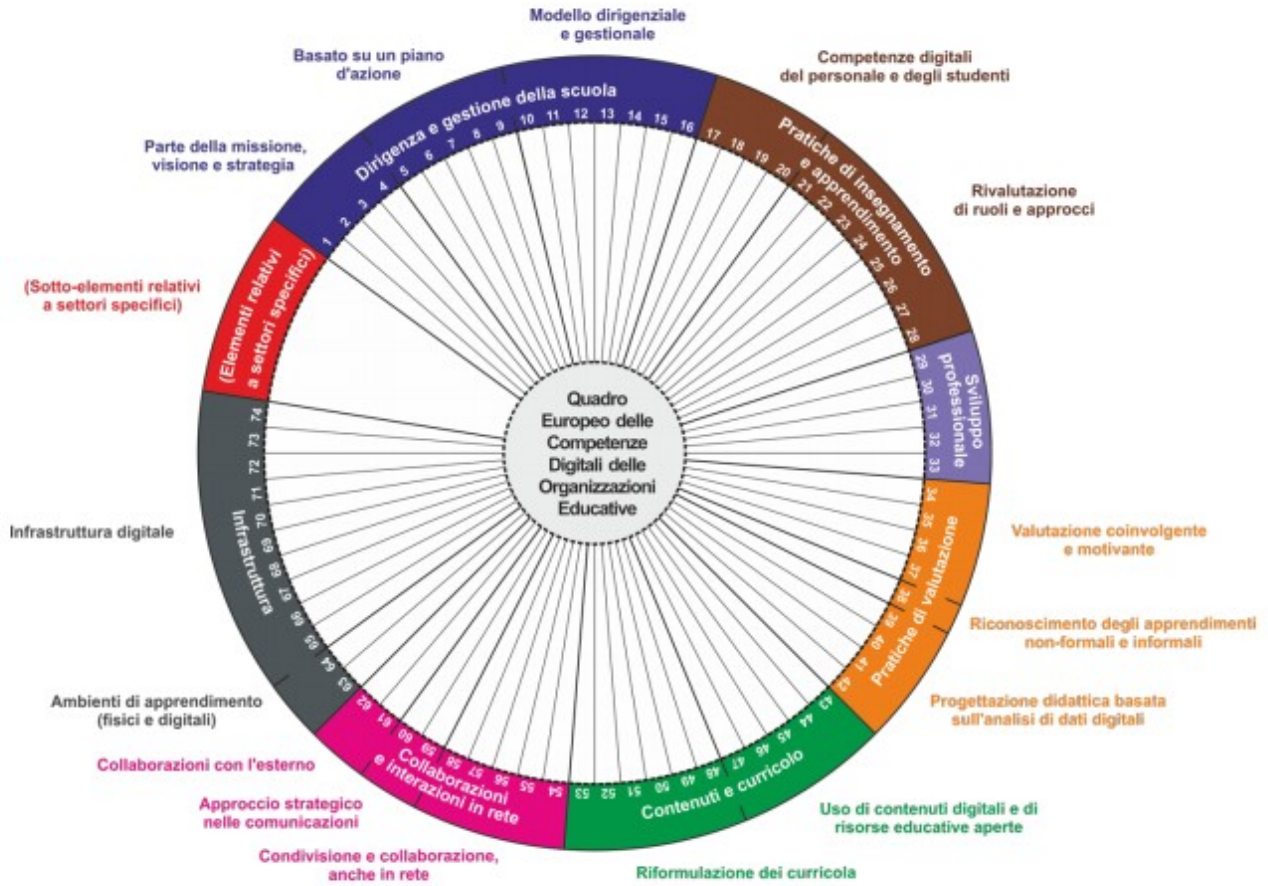 Modello dirigenziale
e gestionale
Basato su un piano
d'azione
Competenze digitali
del personale e degli studenti
Parte della missione,
visione e strategia
Rivalutazione
di ruoli e approcci
(Sotto-elementi relativi
a settori specifici)
Dirigenza e gestione della scuola
1 2 3 4 5 6 7 8 9 10 11 12 13 14 15 16
Pratiche di insegnamento
e apprendimento
17 18 19 20 21 22 23 24 25 26 27 28
Sviluppo
professionale
29 30 31 32 33
Pratiche di valutazione
34 35 36 37 38 39 40 41 42
Contenuti e curricolo
43 44 45 46 47 48 49 50 51 52 53
Collaborazioni
e interazioni in rete
54 55 56 57 58 59 60 61 62
Infrastruttura
63 64 65 66 67 68 69 70 71 72 73 74
(Elementi relativi
a settori specifici)
Quadro
Europeo delle
Competenze
Digitali delle
Organizzazioni
Educative
Valutazione coinvolgente
e motivante
Riconoscimento degli apprendimenti
non-formali e informali
Progettazione didattica basata
sull'analisi di dati digitali
Uso di contenuti digitali e di
risorse educative aperte
Riformulazione dei curricola
Condivisione e collaborazione,
anche in rete
Approccio strategico
nelle comunicazioni
Collaborazioni con l'esterno
Ambienti di apprendimento
(fisici e digitali)
Infrastruttura digitale